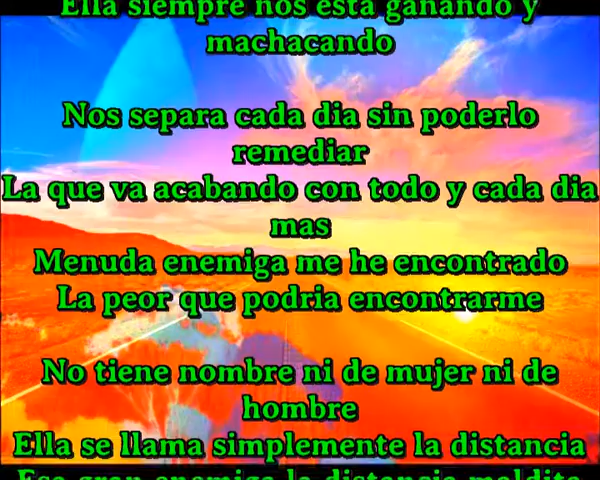 Ella siempre nos esta ganando y
machacando
Nos separa cada dia sin poderlo
remediar
La que va acabando con todo y cada dia
mas
Menuda enemiga me he encontrado
La peor que podria encontrarme
No tiene nombre ni de mujer ni de
hombre
Ella se llama simplemente la distancia
Esa gran enemiga la distancia maldita